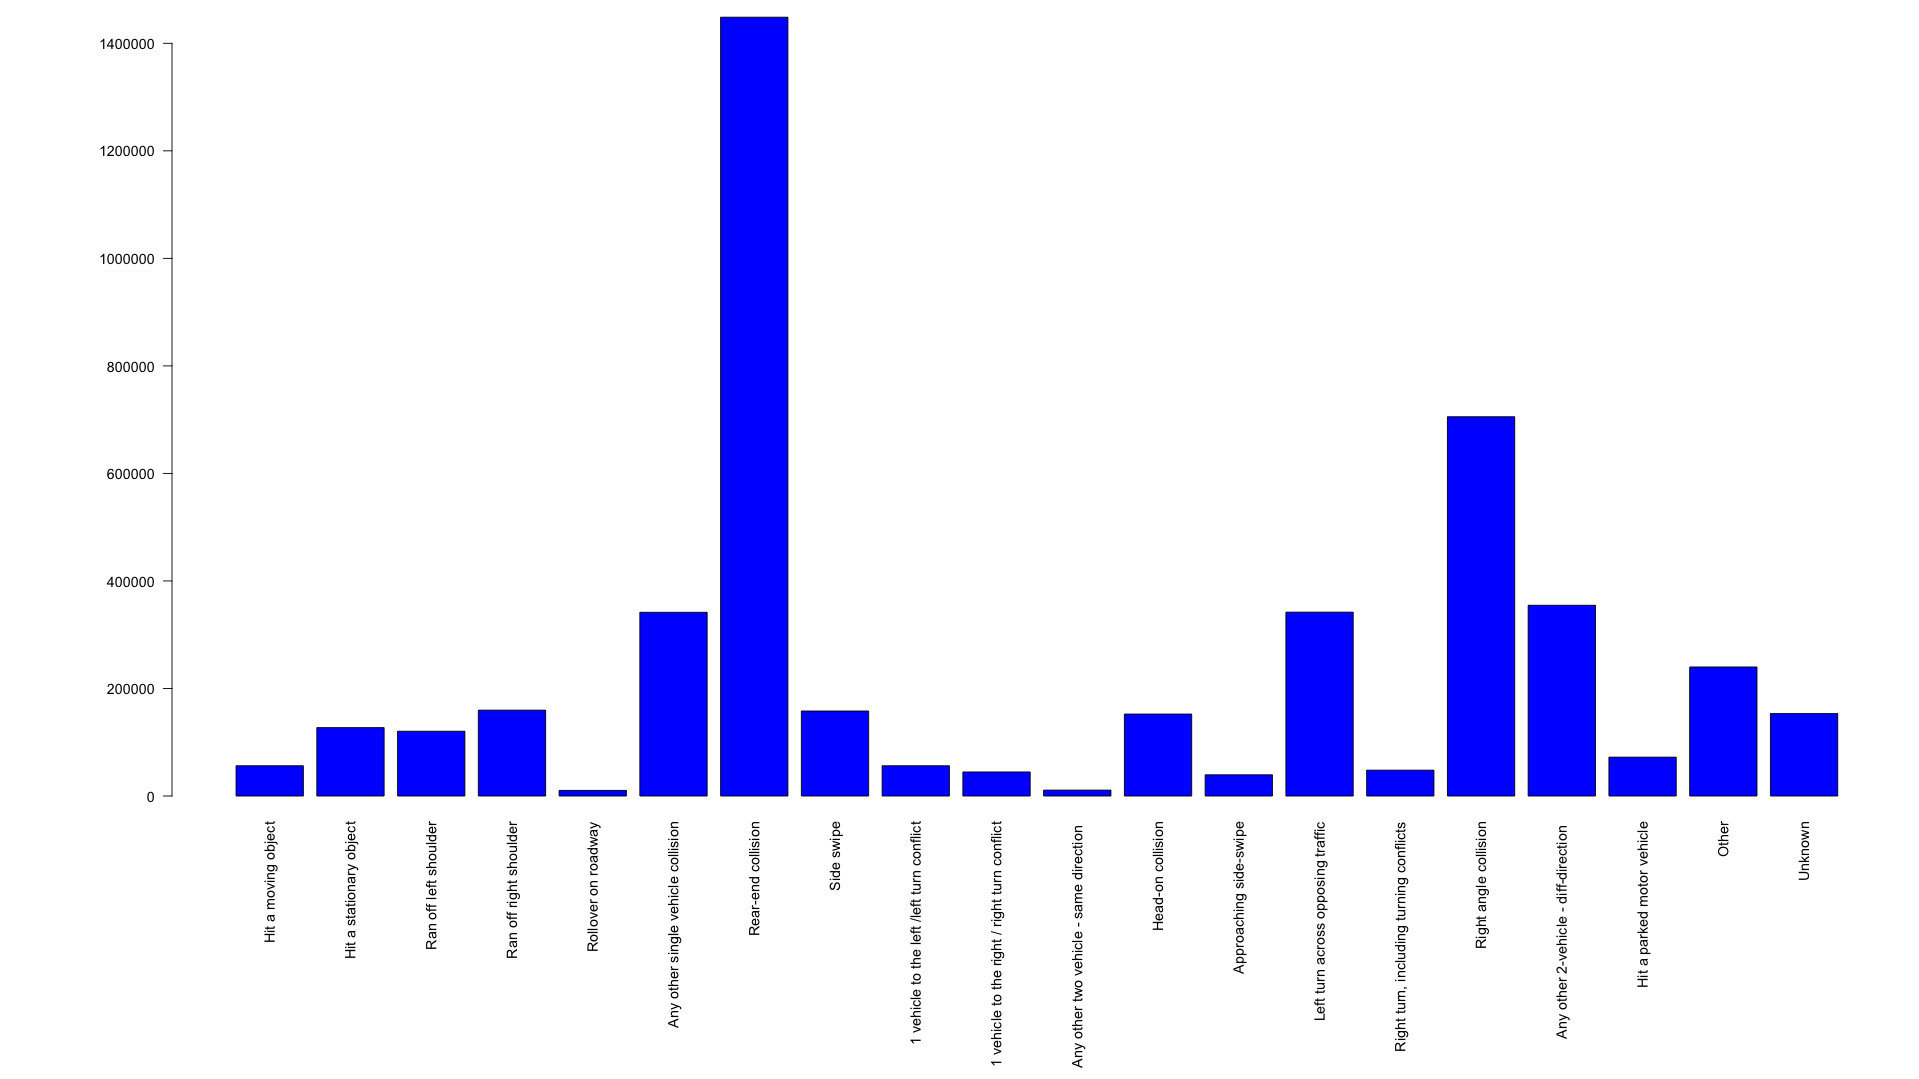 1400000
1200000
1000000
800000
600000
400000
200000
0
Hit a moving object
Hit a stationary object
Ran off left shoulder
Ran off right shoulder
Rollover on roadway
Any other single vehicle collision
Rear-end collision
Side swipe
1 vehicle to the left /left turn conflict
1 vehicle to the right / right turn conflict
Any other two vehicle - same direction
Head-on collision
Approaching side-swipe
Left turn across opposing traffic
Right turn, including turning conflicts
Right angle collision
Any other 2-vehicle - diff-direction
Hit a parked motor vehicle
Other
Unknown